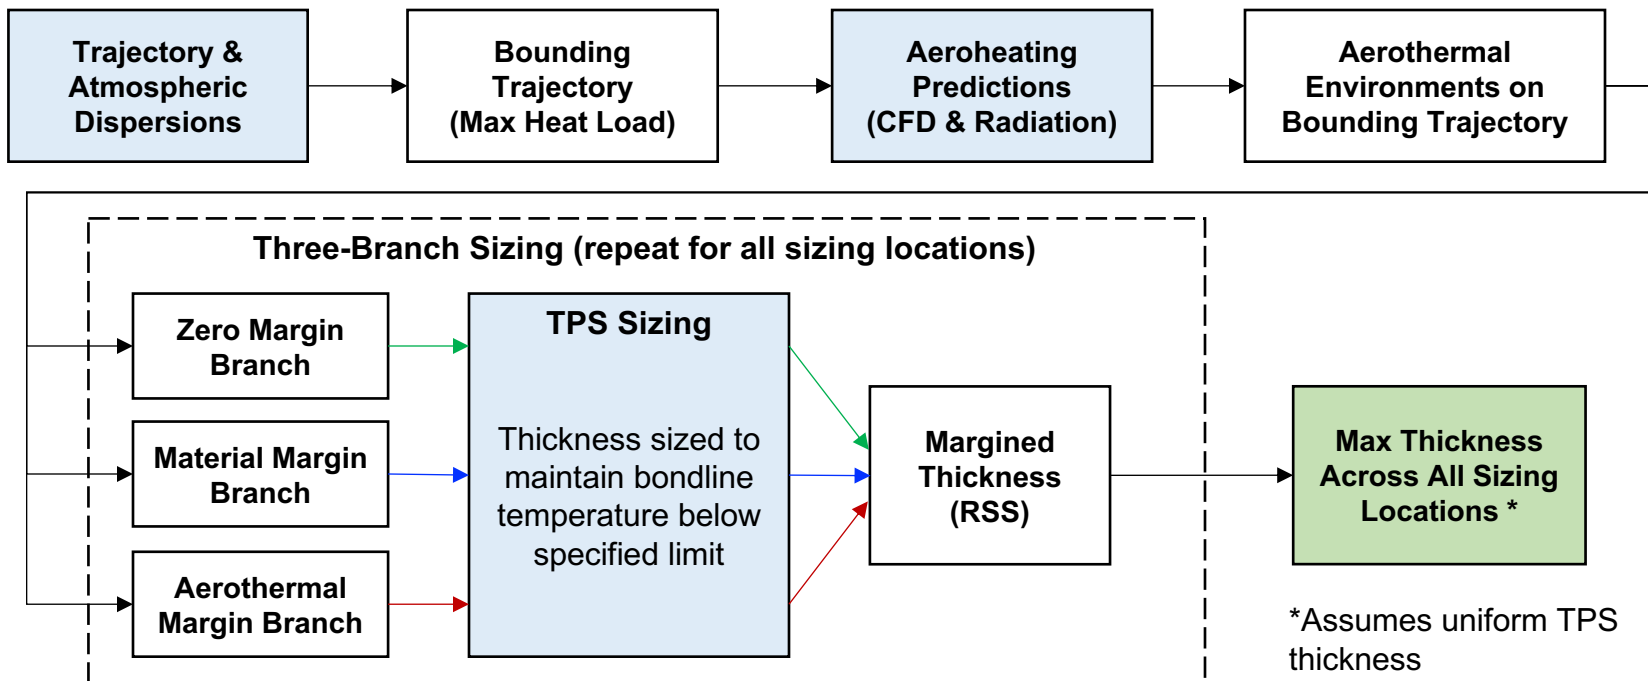 Trajectory &
Atmospheric
Dispersions
Bounding
Trajectory
(Max Heat Load)
Aeroheating
Predictions
(CFD & Radiation)
Aerothermal
Environments on
Bounding Trajectory
Three-Branch Sizing (repeat for all sizing locations)
Zero Margin
Branch
Material Margin
Branch
Aerothermal
Margin Branch
TPS Sizing
Thickness sized to
maintain bondline
temperature below
specified limit
Margined
Thickness
(RSS)
Max Thickness
Across All Sizing
Locations *
*Assumes uniform TPS
thickness